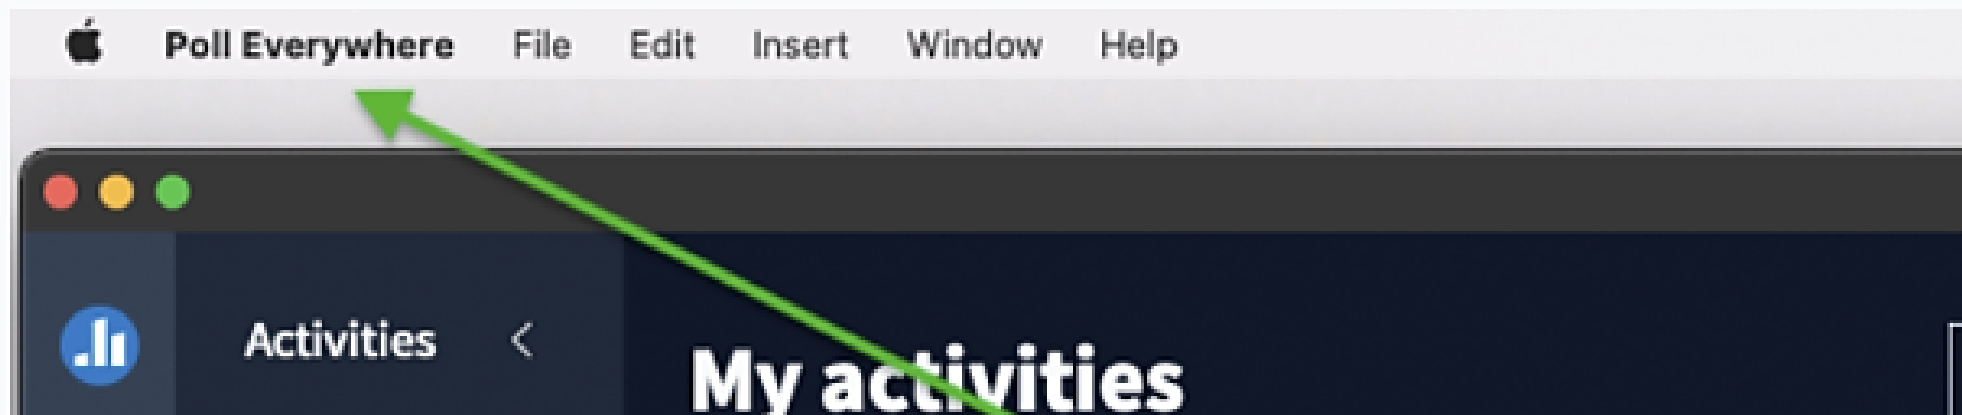 Poll Everywhere File Edit Insert Window Help
Activities
My activities